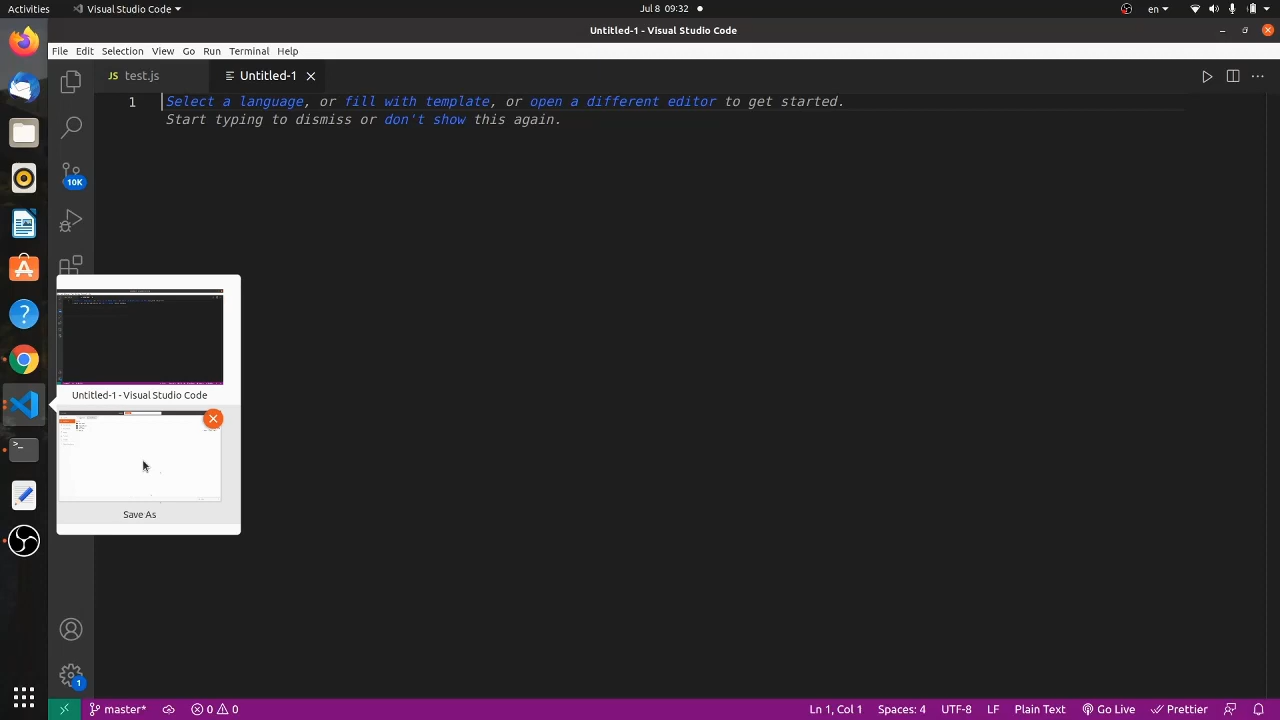 Activities
Visual Studio Code
Jul 8 09:32
en
Untitled-1 - Visual Studio Code
File Edit Selection View Go Run Terminal Help
JS test.js
Untitled-1
1
Select a language, or fill with template, or open a different editor to get started.
Start typing to dismiss or don't show this again.
10K
Untitled-1 - Visual Studio Code
Save As
1
master*
0 0
Ln 1, Col 1
Spaces: 4
UTF-8
LF
Plain Text
Go Live
Prettier